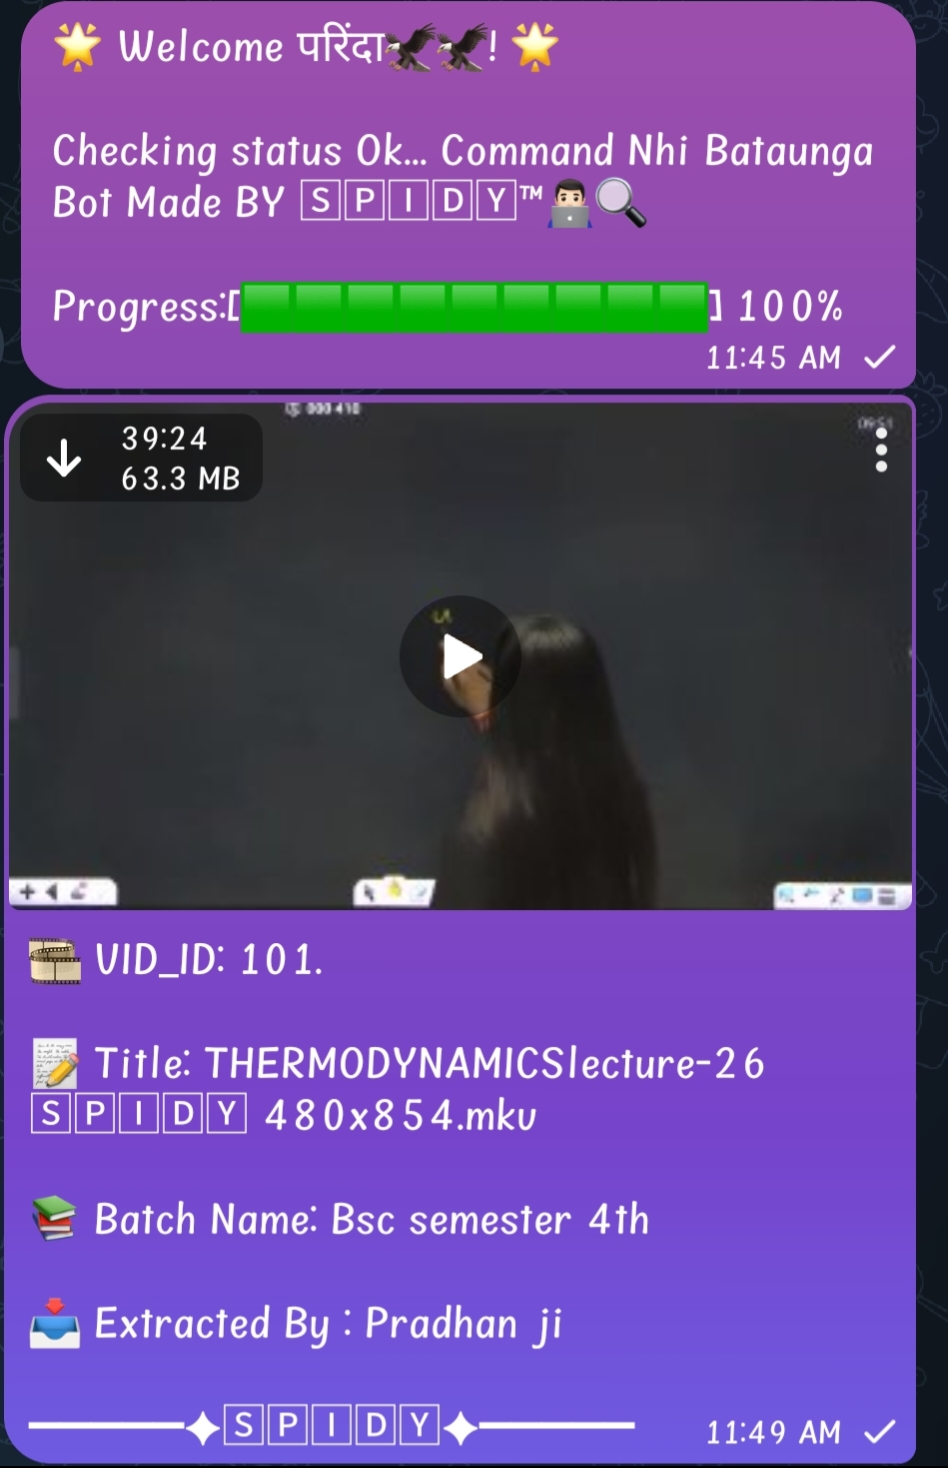 🌟 Welcome परिंदा🦅🦅! 🌟
Checking status Ok... Command Nhi Bataunga
Bot Made BY 🅂🄿🄸🄳🅈™👨🏻‍💻🔍
Progress:[🟩🟩🟩🟩🟩🟩🟩🟩🟩] 100%
11:45 AM ✓
39:24
63.3 MB
🎞️ VID_ID: 101.
📝 Title: THERMODYNAMICSlecture-26
🅂🄿🄸🄳🅈 480x854.mkv
📚 Batch Name: Bsc semester 4th
📥 Extracted By : Pradhan ji
━━━━━✦🅂🄿🄸🄳🅈✦━━━━━
11:49 AM ✓